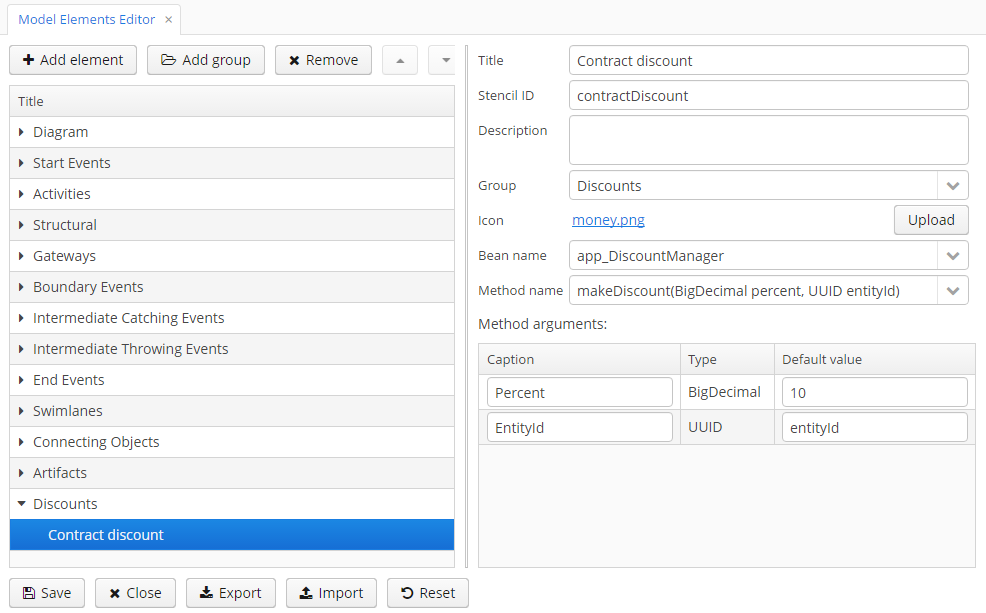 Model Elements Editor ×
Add element Add group Remove
Title
Diagram
Start Events
Activities
Structural
Gateways
Boundary Events
Intermediate Catching Events
Intermediate Throwing Events
End Events
Swimlanes
Connecting Objects
Artifacts
Discounts
Contract discount
Title Contract discount
Stencil ID contractDiscount
Description
Group Discounts
Icon money.png Upload
Bean name app_DiscountManager
Method name makeDiscount(BigDecimal percent, UUID entityId)
Method arguments:
Caption Type Default value
Percent BigDecimal 10
EntityId UUID entityId
Save Close Export Import Reset